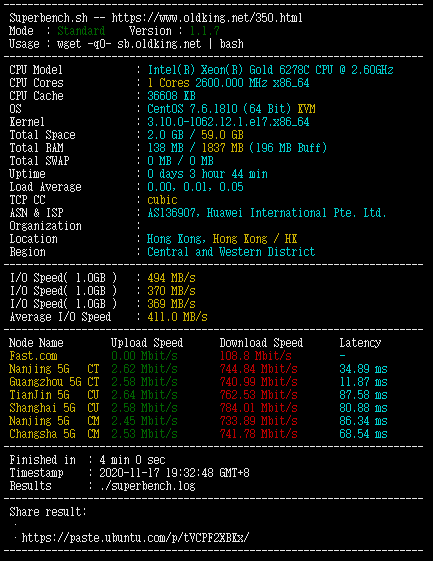 Superbench.sh -- https://www.oldking.net/350.html
Mode : Standard Version : 1.1.7
Usage : wget -qO- sb.oldking.net | bash
CPU Model : Intel(R) Xeon(R) Gold 6278C CPU @ 2.60GHz
CPU Cores : 1 Cores 2600.000 MHz x86_64
CPU Cache : 36608 KB
OS : CentOS 7.6.1810 (64 Bit) KVM
Kernel : 3.10.0-1062.12.1.el7.x86_64
Total Space : 2.0 GB / 59.0 GB
Total RAM : 138 MB / 1837 MB (196 MB Buff)
Total SWAP : 0 MB / 0 MB
Uptime : 0 days 3 hour 44 min
Load Average : 0.00, 0.01, 0.05
TCP CC : cubic
ASN & ISP : AS136907, Huawei International Pte. Ltd.
Organization :
Location : Hong Kong, Hong Kong / HK
Region : Central and Western District
I/O Speed( 1.0GB ) : 494 MB/s
I/O Speed( 1.0GB ) : 370 MB/s
I/O Speed( 1.0GB ) : 369 MB/s
Average I/O Speed : 411.0 MB/s
Node Name Upload Speed Download Speed Latency
Fast.com 0.00 Mbit/s 108.8 Mbit/s -
Nanjing 5G CT 2.62 Mbit/s 744.84 Mbit/s 34.89 ms
Guangzhou 5G CT 2.58 Mbit/s 740.99 Mbit/s 11.87 ms
TianJin 5G CU 2.64 Mbit/s 762.53 Mbit/s 87.58 ms
Shanghai 5G CU 2.58 Mbit/s 784.01 Mbit/s 80.88 ms
Nanjing 5G CM 2.45 Mbit/s 733.89 Mbit/s 86.34 ms
Changsha 5G CM 2.53 Mbit/s 741.78 Mbit/s 68.54 ms
Finished in : 4 min 0 sec
Timestamp : 2020-11-17 19:32:48 GMT+8
Results : ./superbench.log
Share result:
·
· https://paste.ubuntu.com/p/tVCPF2XBKx/